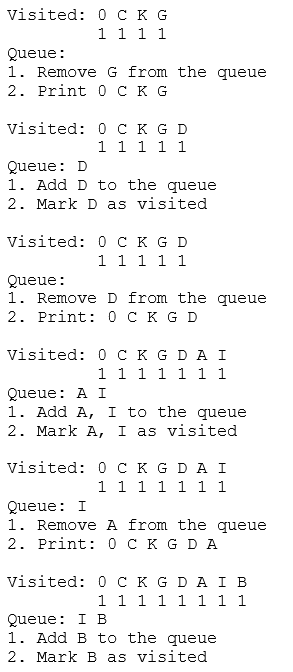 Visited: 0 C K G
1 1 1 1
Queue:
1. Remove G from the queue
2. Print 0 C K G
Visited: 0 C K G D
1 1 1 1 1
Queue: D
1. Add D to the queue
2. Mark D as visited
Visited: 0 C K G D
1 1 1 1 1
Queue:
1. Remove D from the queue
2. Print: 0 C K G D
Visited: 0 C K G D A I
1 1 1 1 1 1 1
Queue: A I
1. Add A, I to the queue
2. Mark A, I as visited
Visited: 0 C K G D A I
1 1 1 1 1 1 1
Queue: I
1. Remove A from the queue
2. Print: 0 C K G D A
Visited: 0 C K G D A I B
1 1 1 1 1 1 1 1
Queue: I B
1. Add B to the queue
2. Mark B as visited